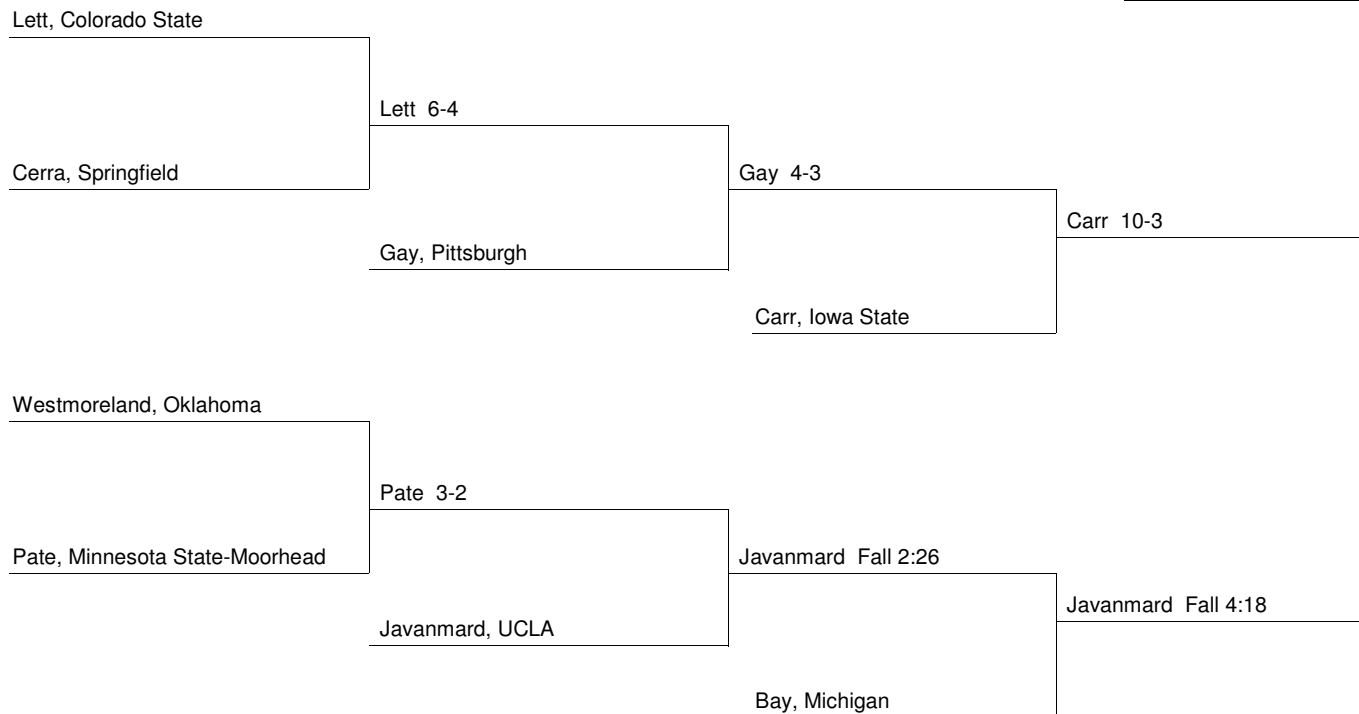 Lett, Colorado State
Lett 6-4
Cerra, Springfield
Gay 4-3
Carr 10-3
Gay, Pittsburgh
Carr, Iowa State
Westmoreland, Oklahoma
Pate 3-2
Pate, Minnesota State-Moorhead
Javanmard Fall 2:26
Javanmard Fall 4:18
Javanmard, UCLA
Bay, Michigan